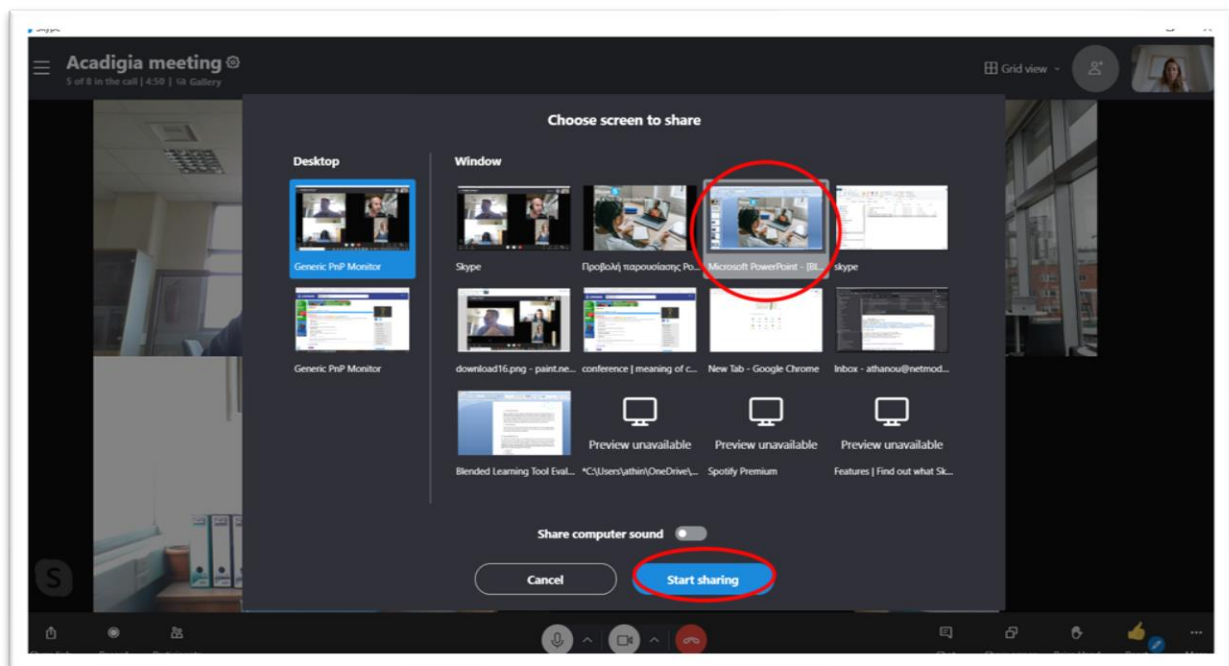 Acadigia meeting
5 of 8 in the call | 4:50 | Gallery
Grid view
Choose screen to share
Desktop
Window
Generic PnP Monitor
Skype
Προβολή παρουσίασης Po...
Microsoft PowerPoint - [Bl...
skype
Generic PnP Monitor
download16.png - paint.ne...
conference | meaning of c...
New Tab - Google Chrome
Inbox - athanou@netmod...
Preview unavailable
Preview unavailable
Preview unavailable
Blended Learning Tool Eval...
*C:\Users\athin\OneDrive\...
Spotify Premium
Features | Find out what Sk...
Share computer sound
Cancel
Start sharing